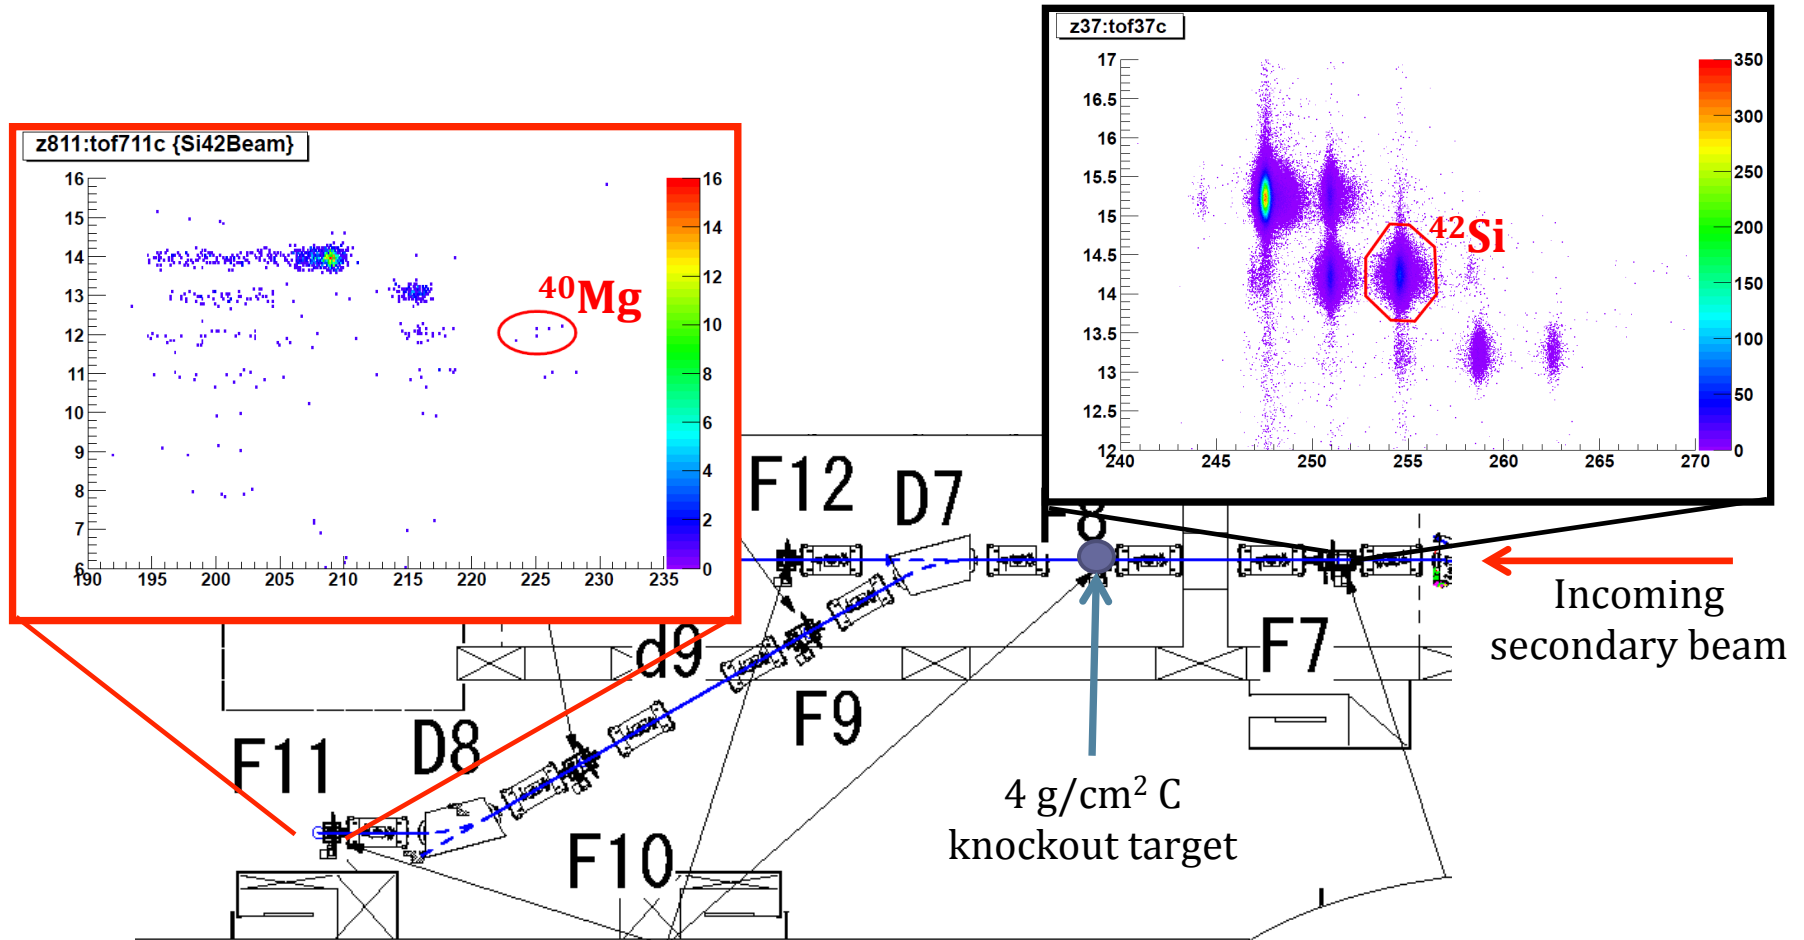 z37:tof37c
17
16.5
16
15.5
15
14.5
14
13.5
13
12.5
12
240 245 250 255 260 265 270
350
300
250
200
150
100
50
0
⁴²Si
z811:tof711c {Si42Beam}
16
15
14
13
12
11
10
9
8
7
6
190 195 200 205 210 215 220 225 230 235
16
14
12
10
8
6
4
2
0
⁴⁰Mg
F12
D7
F8
Incoming
secondary beam
F7
d9
F9
D8
F11
F10
4 g/cm² C
knockout target